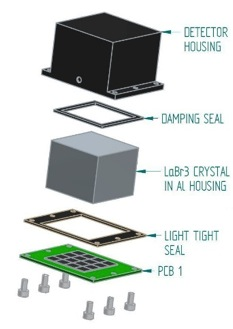 DETECTOR
HOUSING
DAMPING SEAL
LaBr3 CRYSTAL
IN Al HOUSING
LIGHT TIGHT
SEAL
PCB 1